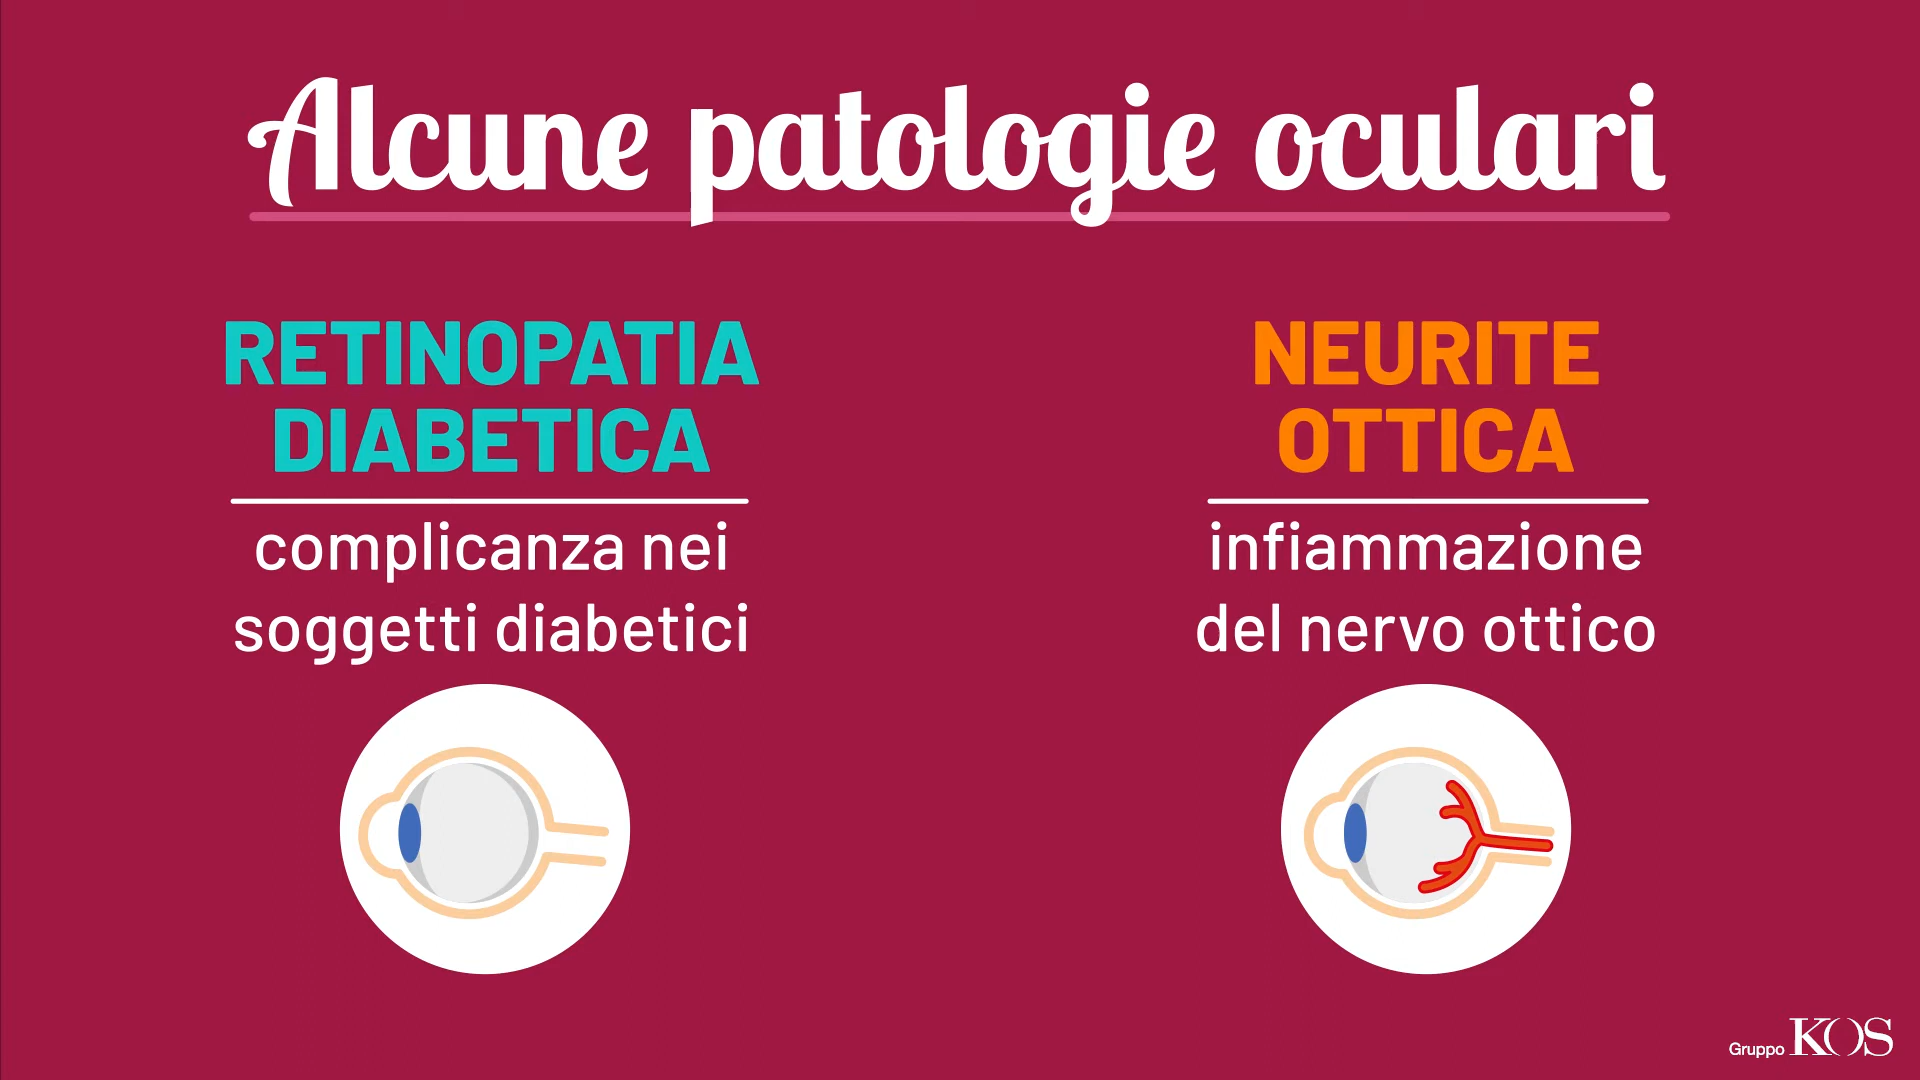 Alcune patologie oculari
RETINOPATIA
DIABETICA
complicanza nei
soggetti diabetici
NEURITE
OTTICA
infiammazione
del nervo ottico
Gruppo KOS